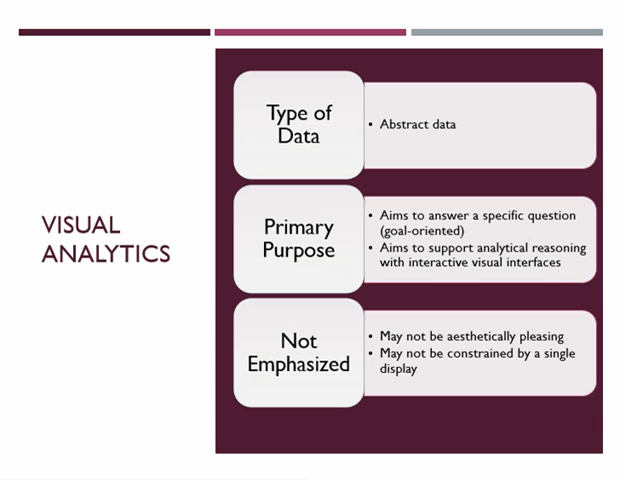 VISUAL
ANALYTICS
Type of
Data
• Abstract data
Primary
Purpose
• Aims to answer a specific question
(goal-oriented)
• Aims to support analytical reasoning
with interactive visual interfaces
Not
Emphasized
• May not be aesthetically pleasing
• May not be constrained by a single
display